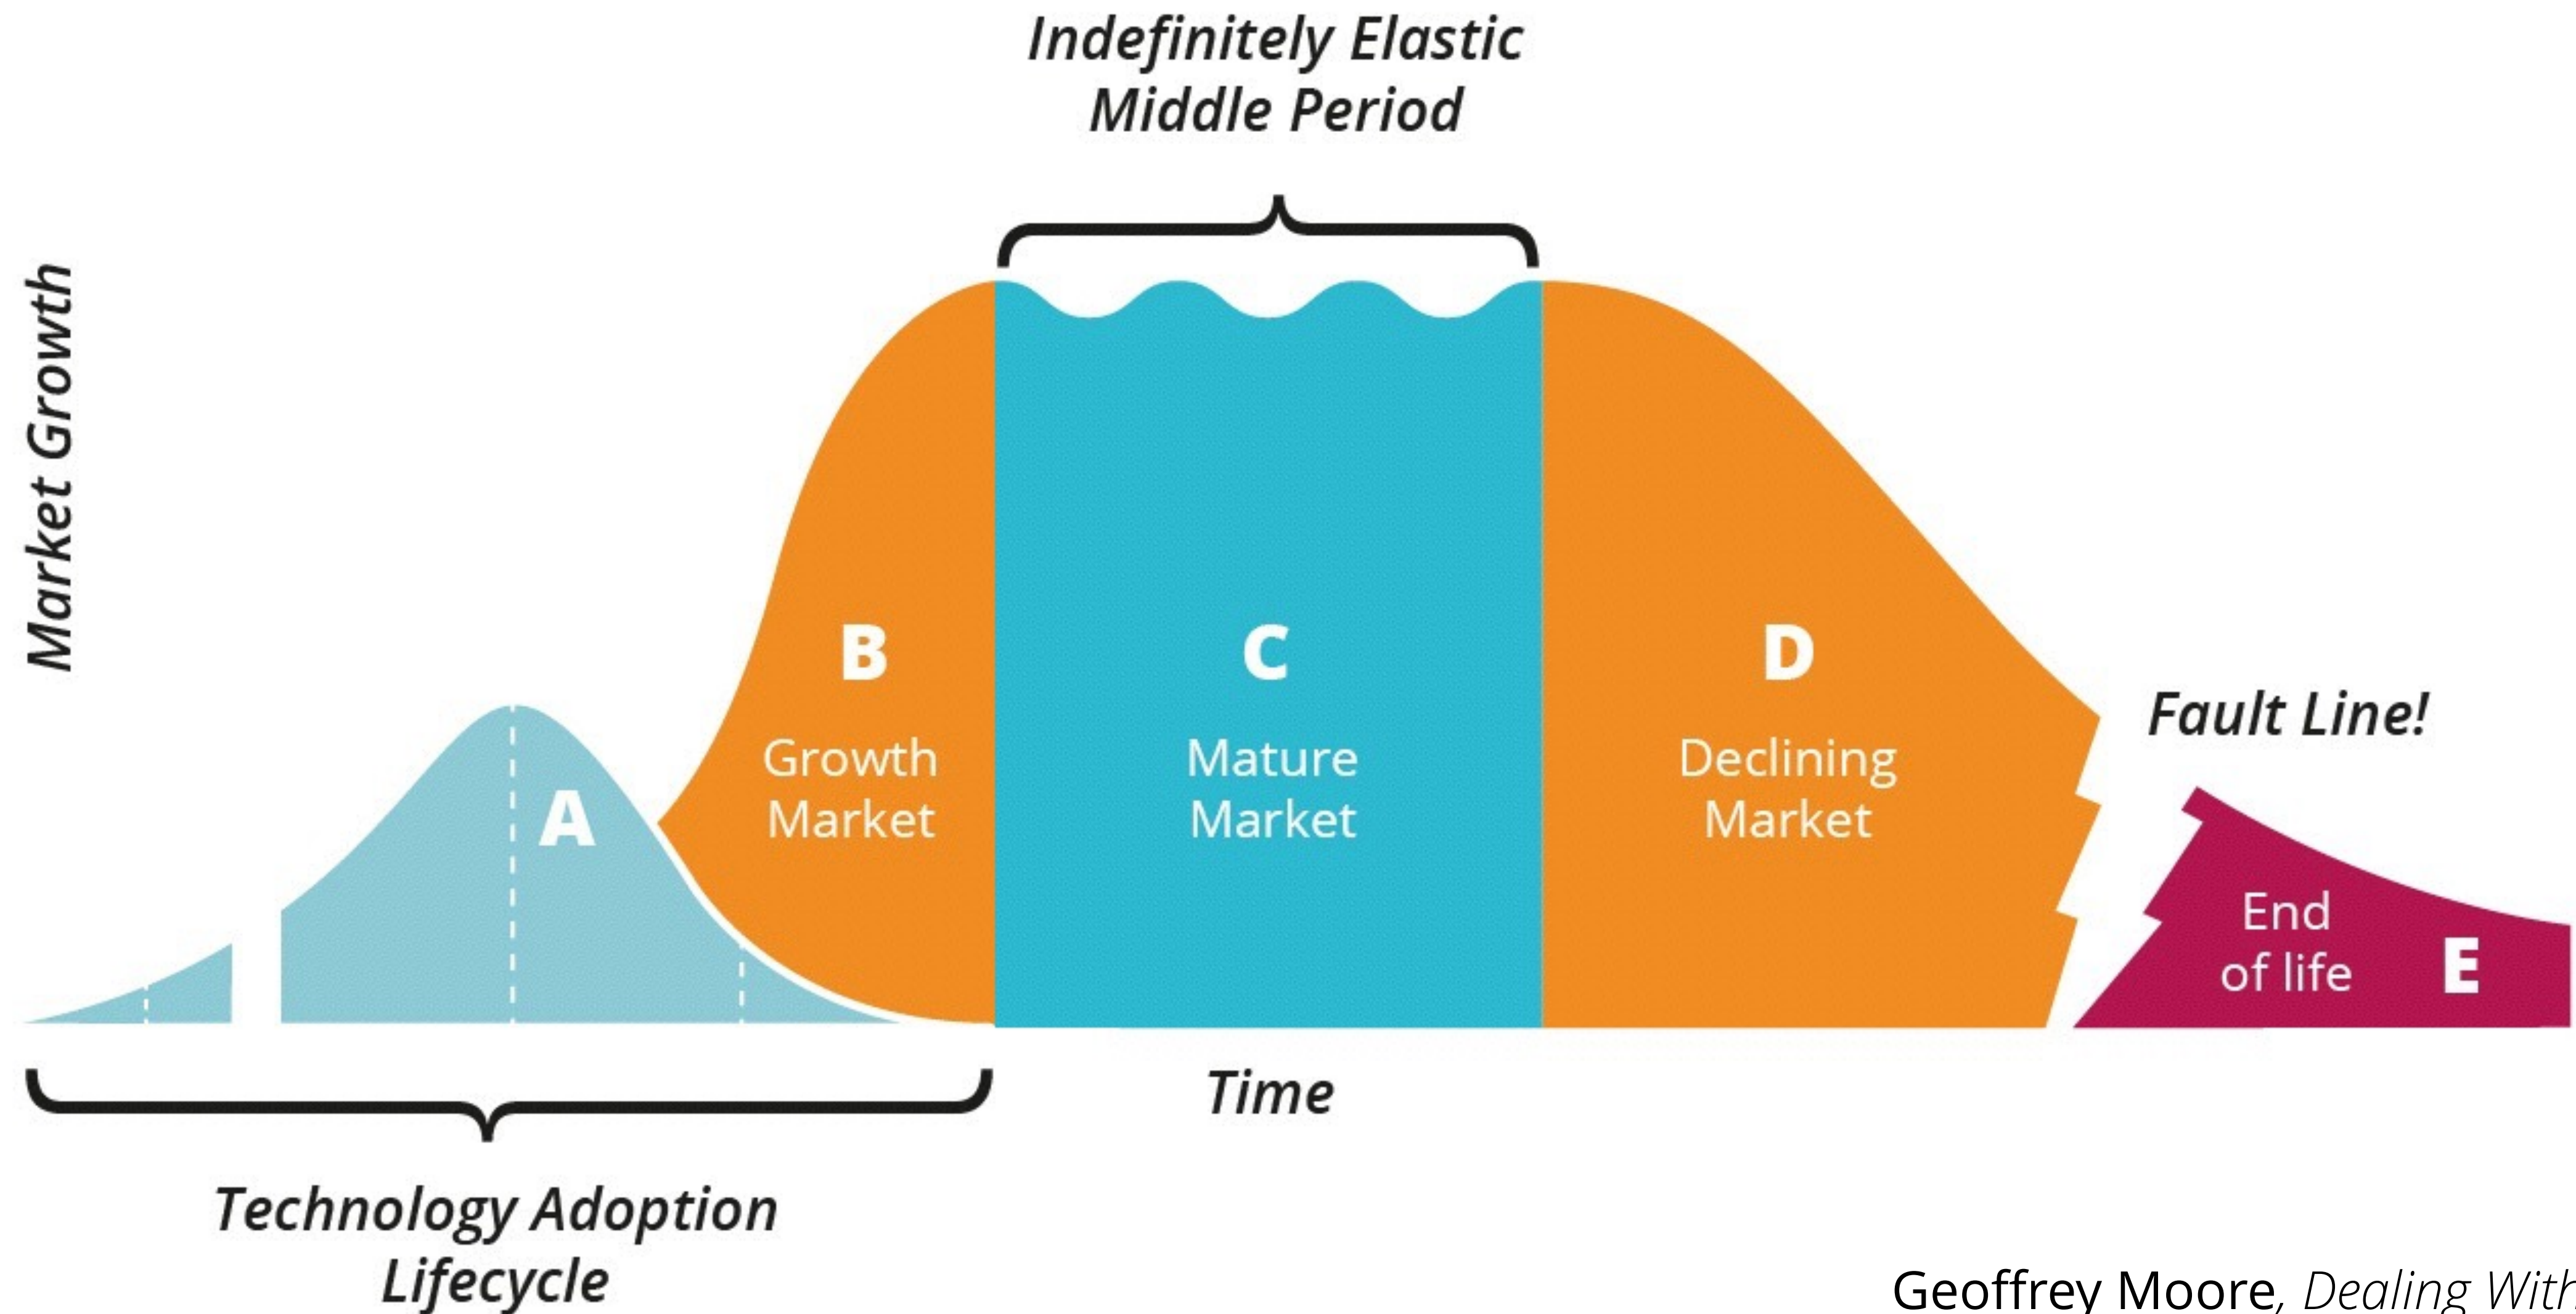 Indefinitely Elastic
Middle Period
Market Growth
A
B
Growth
Market
C
Mature
Market
D
Declining
Market
Fault Line!
End
of life
E
Time
Technology Adoption
Lifecycle
Geoffrey Moore, Dealing With